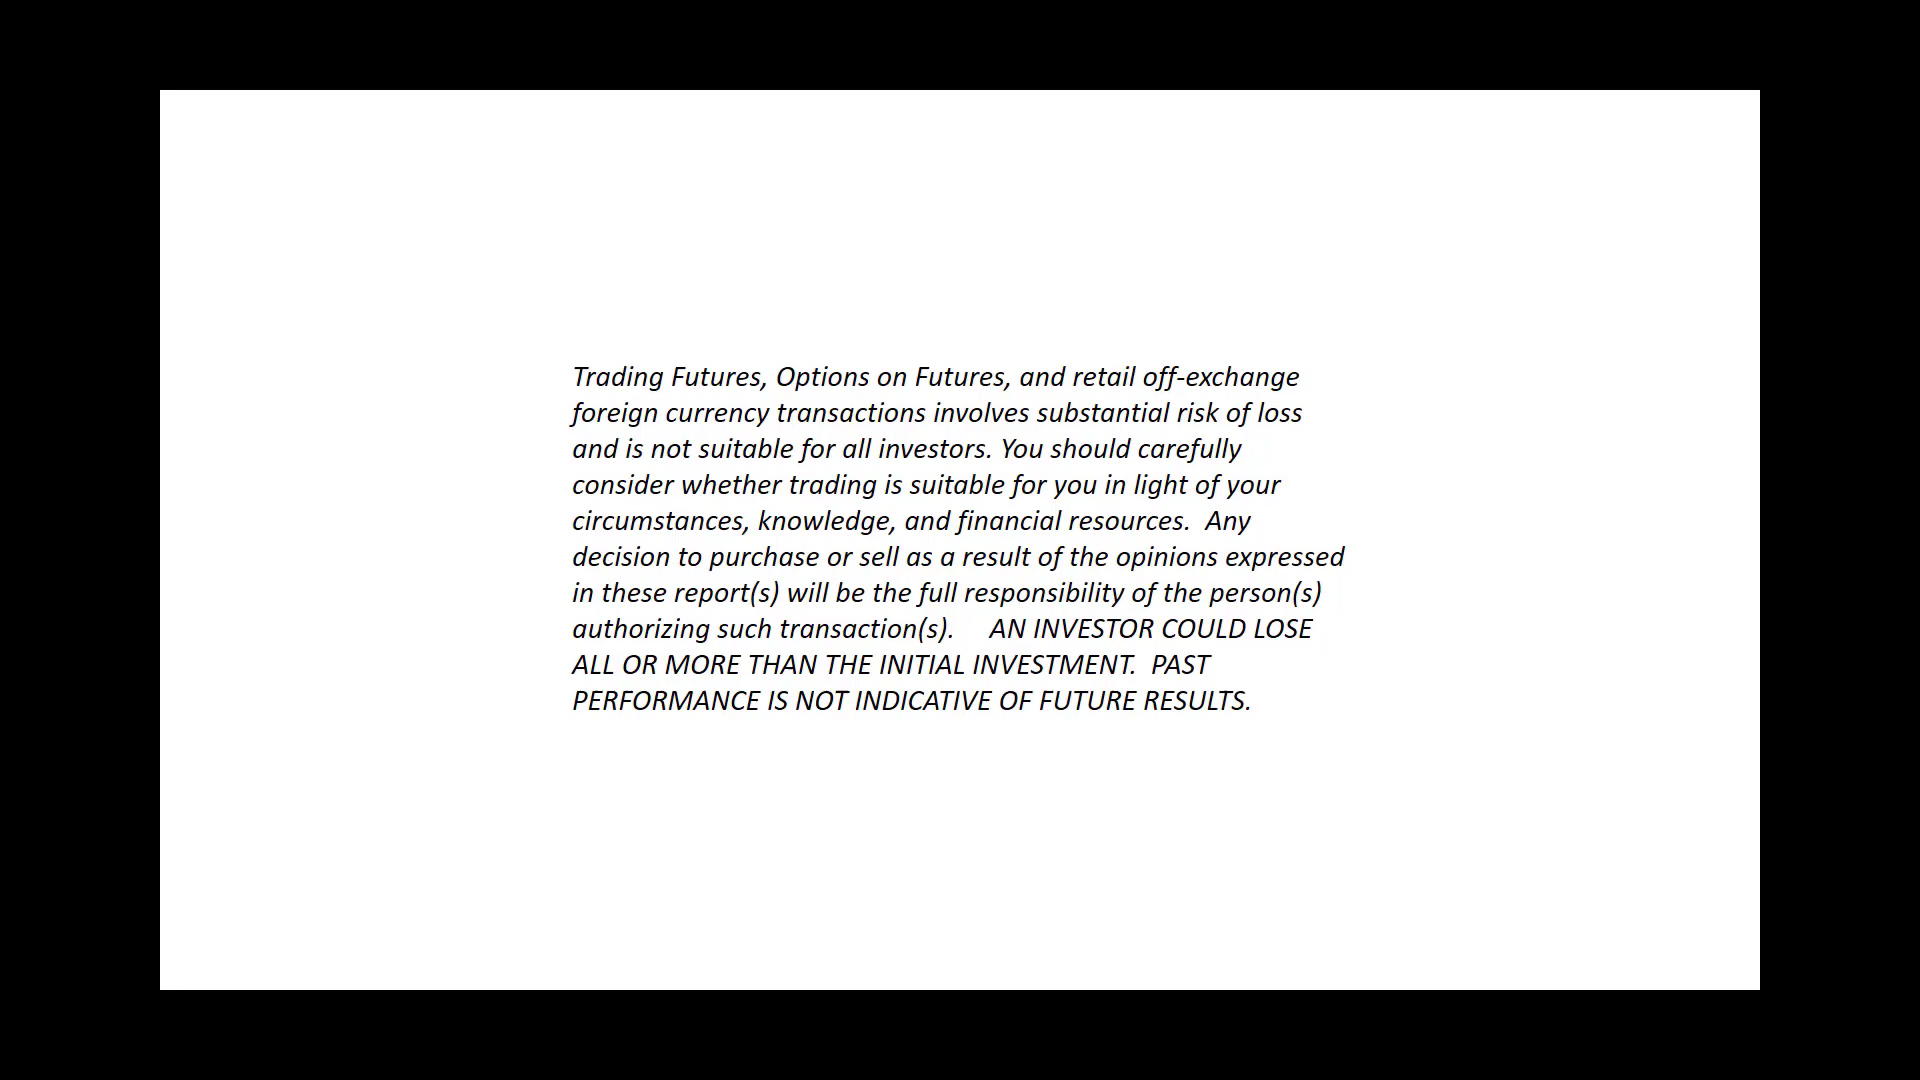 Trading Futures, Options on Futures, and retail off-exchange
foreign currency transactions involves substantial risk of loss
and is not suitable for all investors. You should carefully
consider whether trading is suitable for you in light of your
circumstances, knowledge, and financial resources.  Any
decision to purchase or sell as a result of the opinions expressed
in these report(s) will be the full responsibility of the person(s)
authorizing such transaction(s).     AN INVESTOR COULD LOSE
ALL OR MORE THAN THE INITIAL INVESTMENT.  PAST
PERFORMANCE IS NOT INDICATIVE OF FUTURE RESULTS.